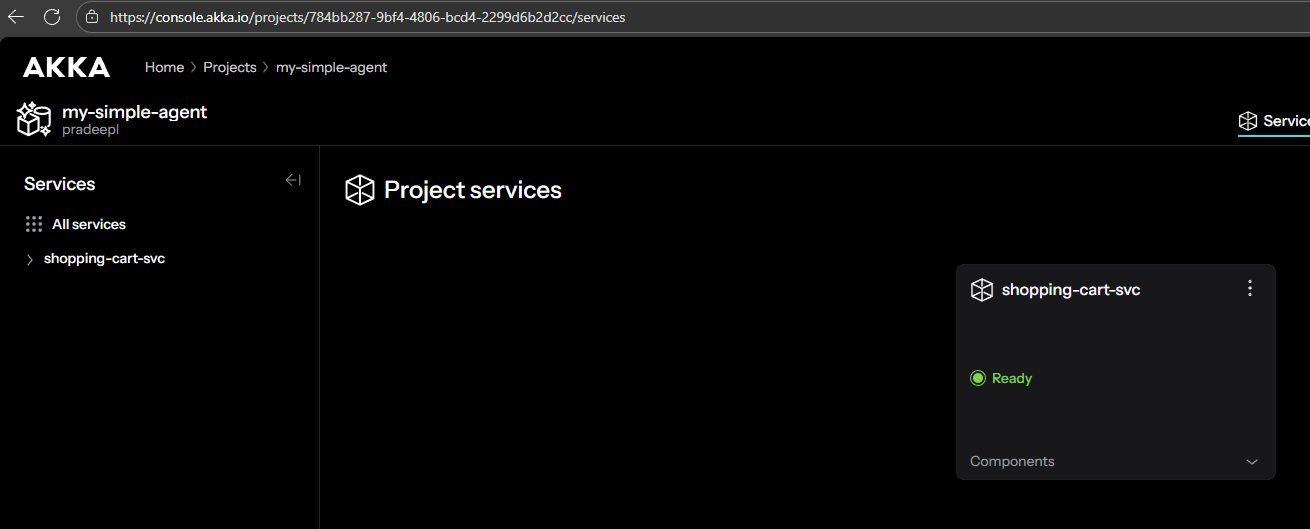 https://console.akka.io/projects/784bb287-9bf4-4806-bcd4-2299d6b2d2cc/services
AKKA Home > Projects > my-simple-agent
my-simple-agent
pradeepl
Service
Services
All services
shopping-cart-svc
Project services
shopping-cart-svc
Ready
Components